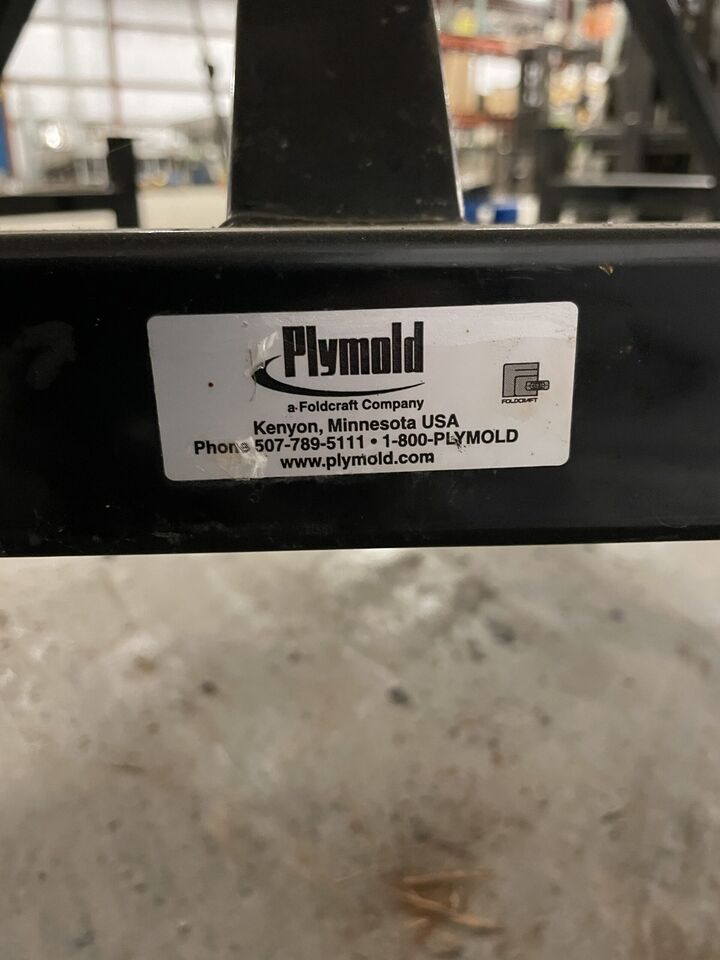 Plymold
a Foldcraft Company
FOLDCRAFT
Kenyon, Minnesota USA
Phone 507-789-5111 • 1-800-PLYMOLD
www.plymold.com